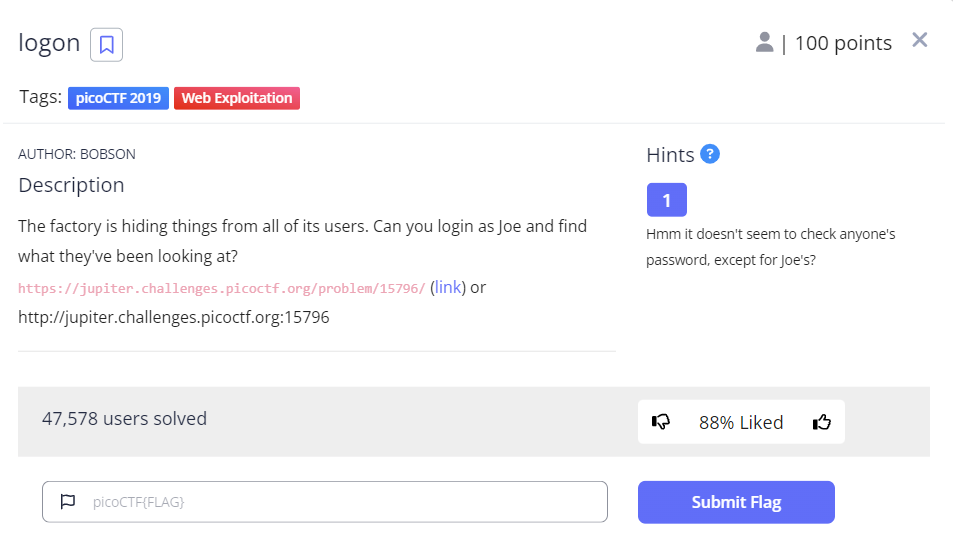 logon
| 100 points
Tags: picoCTF 2019 Web Exploitation
AUTHOR: BOBSON
Description
The factory is hiding things from all of its users. Can you login as Joe and find
what they've been looking at?
https://jupiter.challenges.picoctf.org/problem/15796/ (link) or
http://jupiter.challenges.picoctf.org:15796
Hints ?
1
Hmm it doesn't seem to check anyone's
password, except for Joe's?
47,578 users solved
88% Liked
picoCTF{FLAG}
Submit Flag